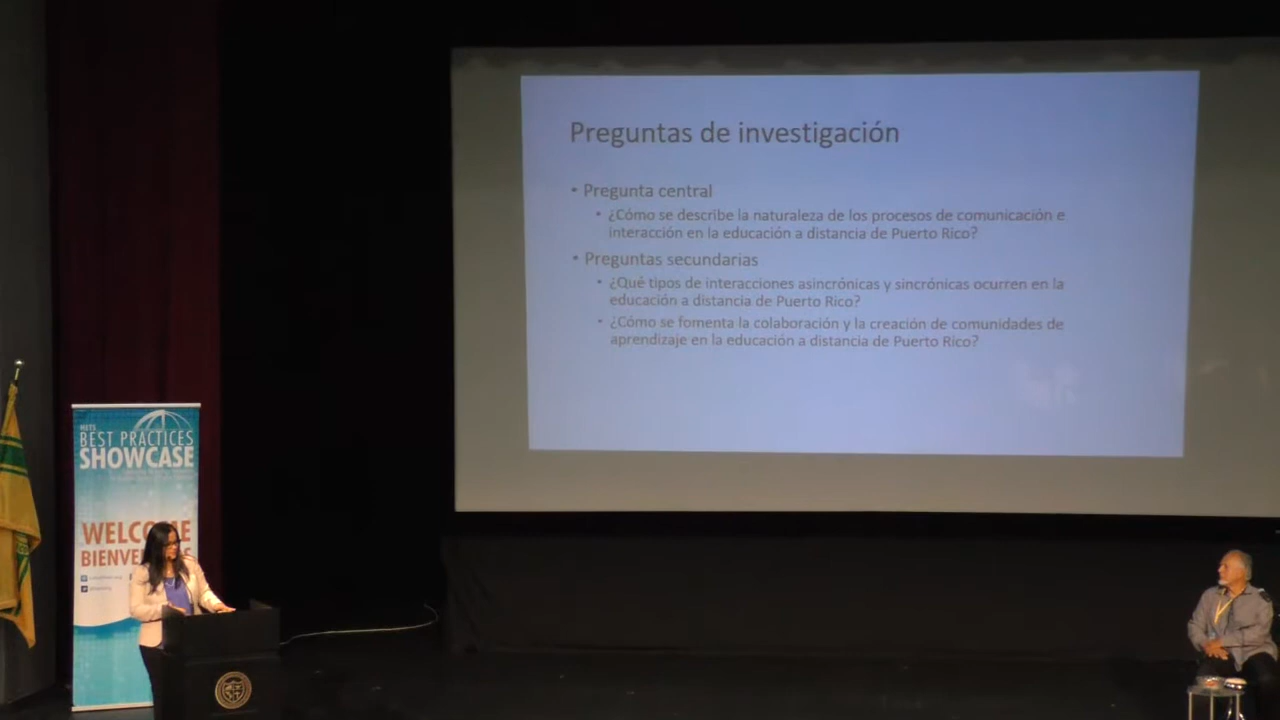 Preguntas de investigación
• Pregunta central
• ¿Cómo se describe la naturaleza de los procesos de comunicación e
interacción en la educación a distancia de Puerto Rico?
• Preguntas secundarias
• ¿Qué tipos de interacciones asincrónicas y sincrónicas ocurren en la
educación a distancia de Puerto Rico?
• ¿Cómo se fomenta la colaboración y la creación de comunidades de
aprendizaje en la educación a distancia de Puerto Rico?
HETS
BEST PRACTICES
SHOWCASE
WELCOME